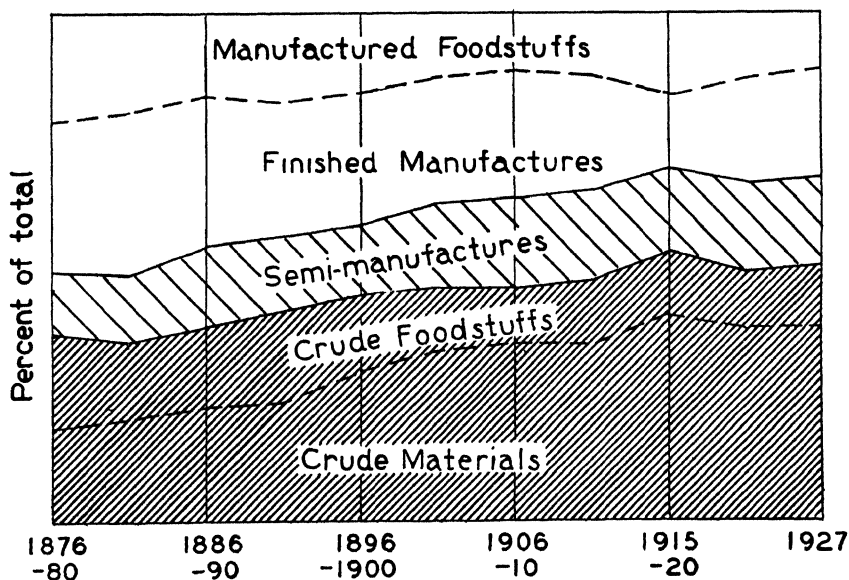 Manufactured Foodstuffs
Finished Manufactures
Semi-manufactures
Crude Foodstuffs
Crude Materials
Percent of total
1876 1886 1896 1906 1915 1927
-80 -90 -1900 -10 -20